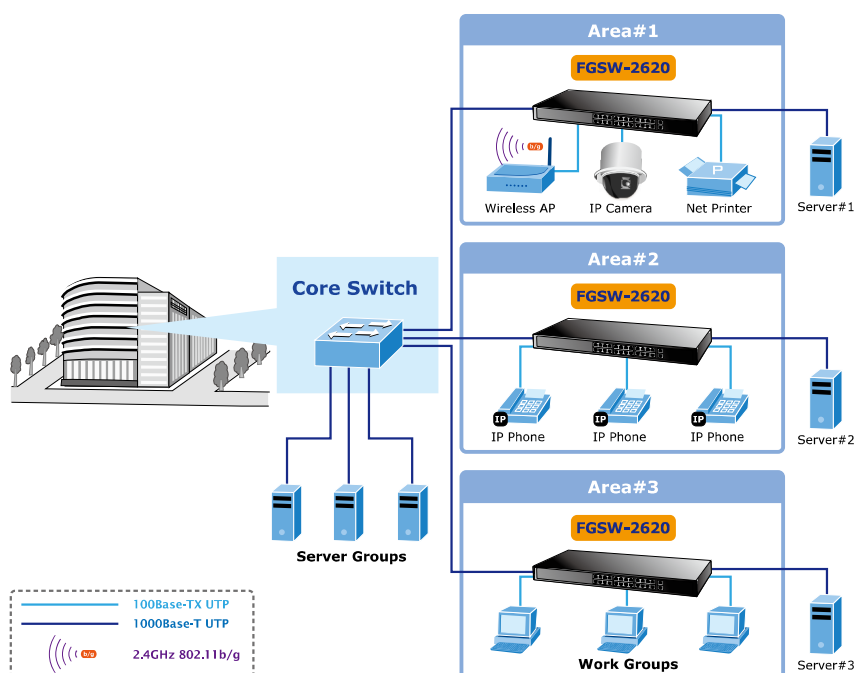 Area#1
FGSW-2620
b/g
P
Wireless AP
IP Camera
Net Printer
Server#1
Area#2
Core Switch
FGSW-2620
IP
IP
IP
IP Phone
IP Phone
IP Phone
Server#2
Area#3
FGSW-2620
Server Groups
Work Groups
Server#3
100Base-TX UTP
1000Base-T UTP
b/g
2.4GHz 802.11b/g